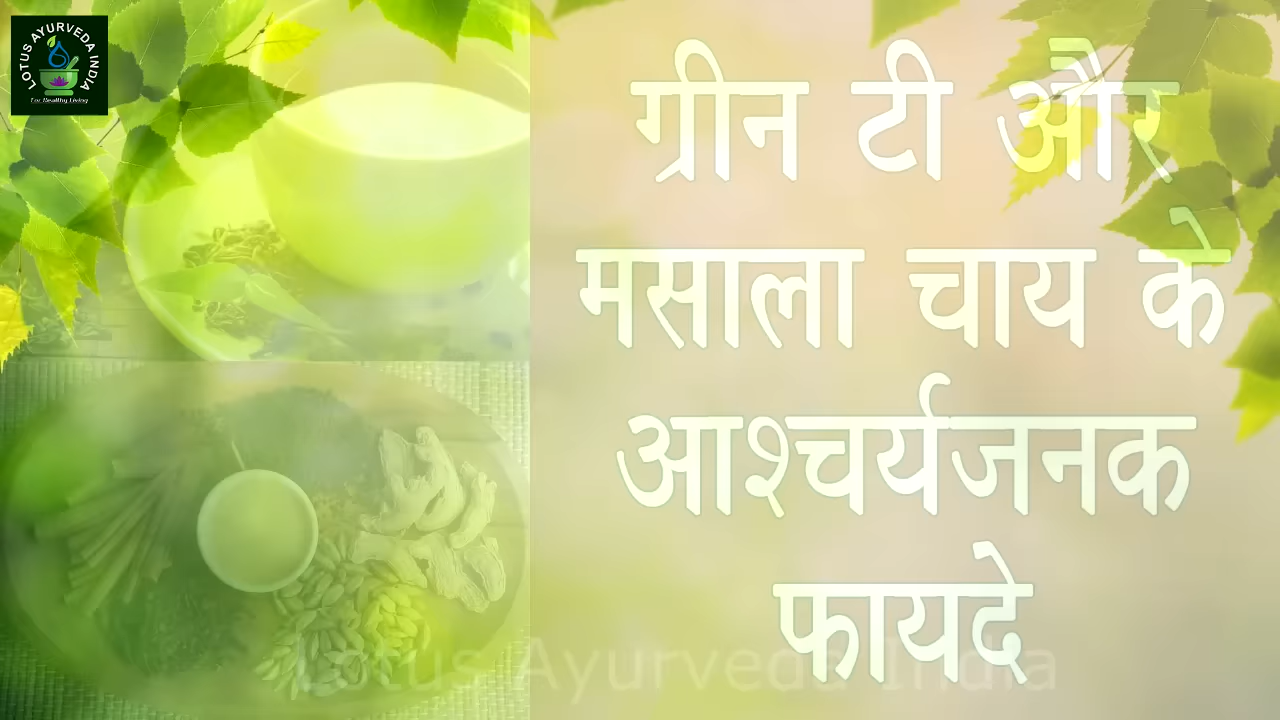 LOTUS AYURVEDA INDIA
For Healthy Living
ग्रीन टी और
मसाला चाय के
आश्चर्यजनक
फायदे
Lotus Ayurveda India